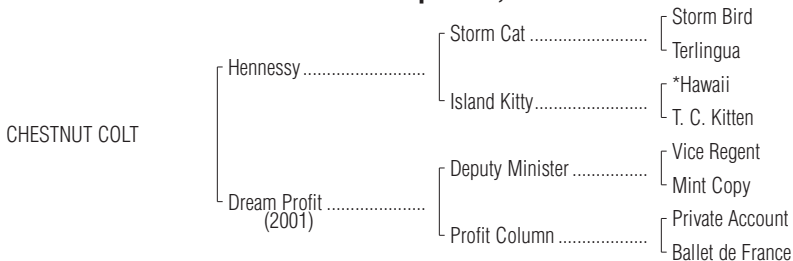 Storm Bird
Storm Cat ..............................
Terlingua
Hennessy ..........................
*Hawaii
Island Kitty.............................
T. C. Kitten
CHESTNUT COLT
Vice Regent
Deputy Minister ...................
Mint Copy
Dream Profit .....................
(2001)
Private Account
Profit Column .......................
Ballet de France